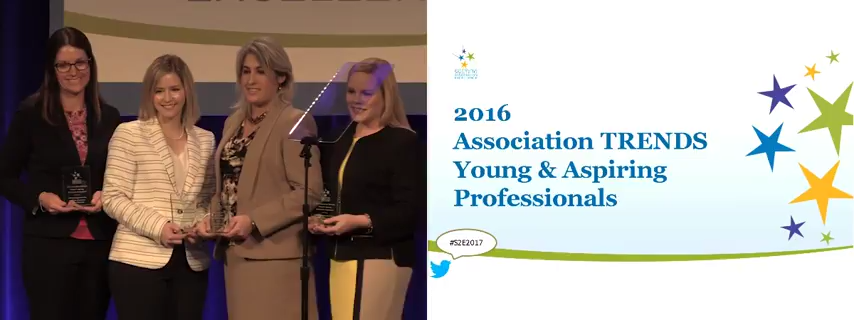 2016
Association TRENDS
Young & Aspiring
Professionals
#S2E2017